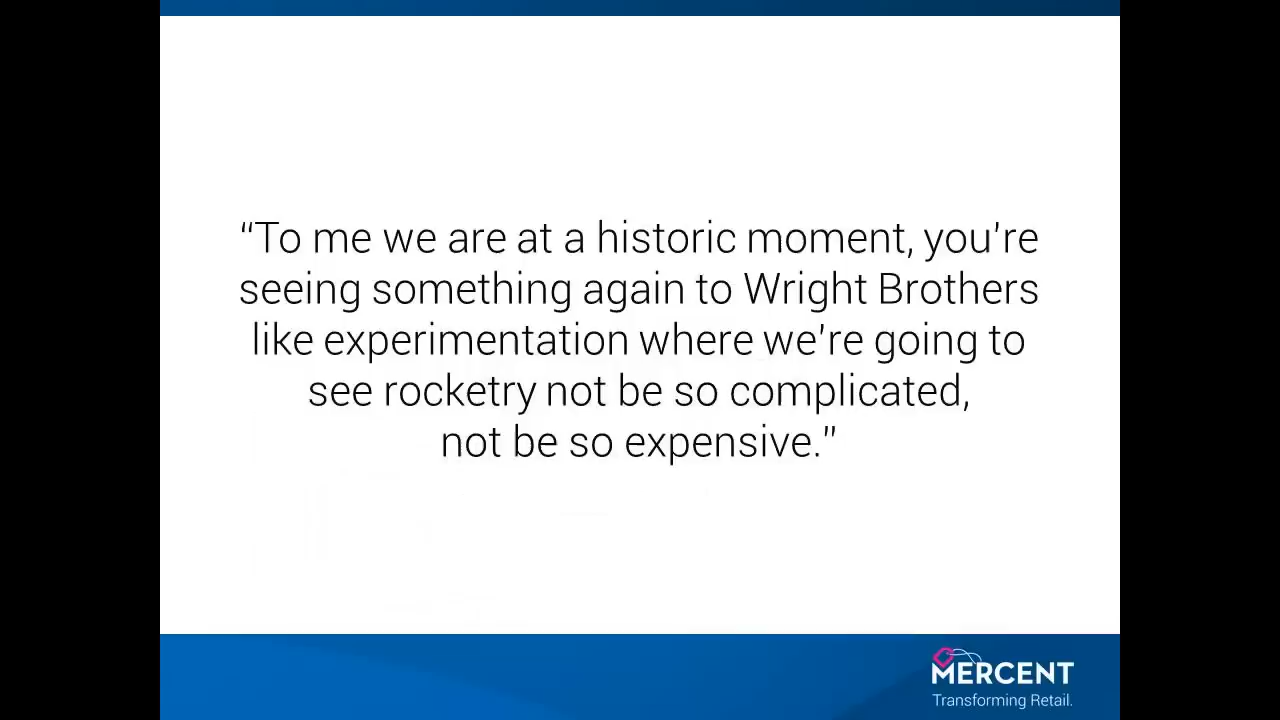 “To me we are at a historic moment, you’re
seeing something again to Wright Brothers
like experimentation where we’re going to
see rocketry not be so complicated,
not be so expensive.”
MERCENT
Transforming Retail.